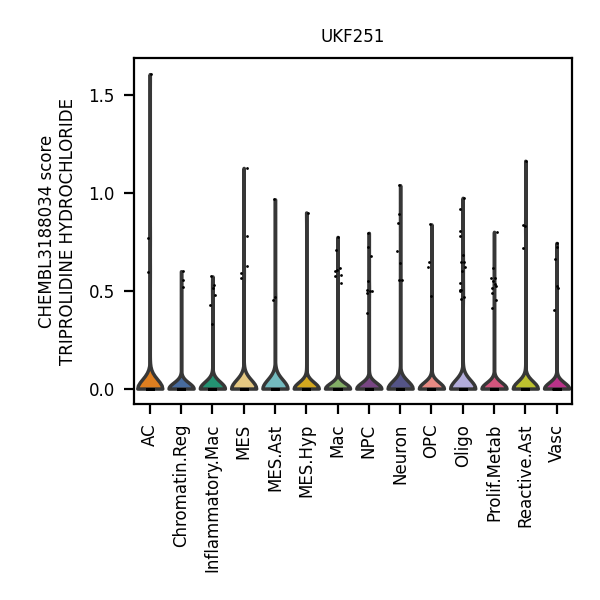 UKF251
CHEMBL3188034 score
TRIPROLIDINE HYDROCHLORIDE
1.5
1.0
0.5
0.0
AC
Chromatin.Reg
Inflammatory.Mac
MES
MES.Ast
MES.Hyp
Mac
NPC
Neuron
OPC
Oligo
Prolif.Metab
Reactive.Ast
Vasc